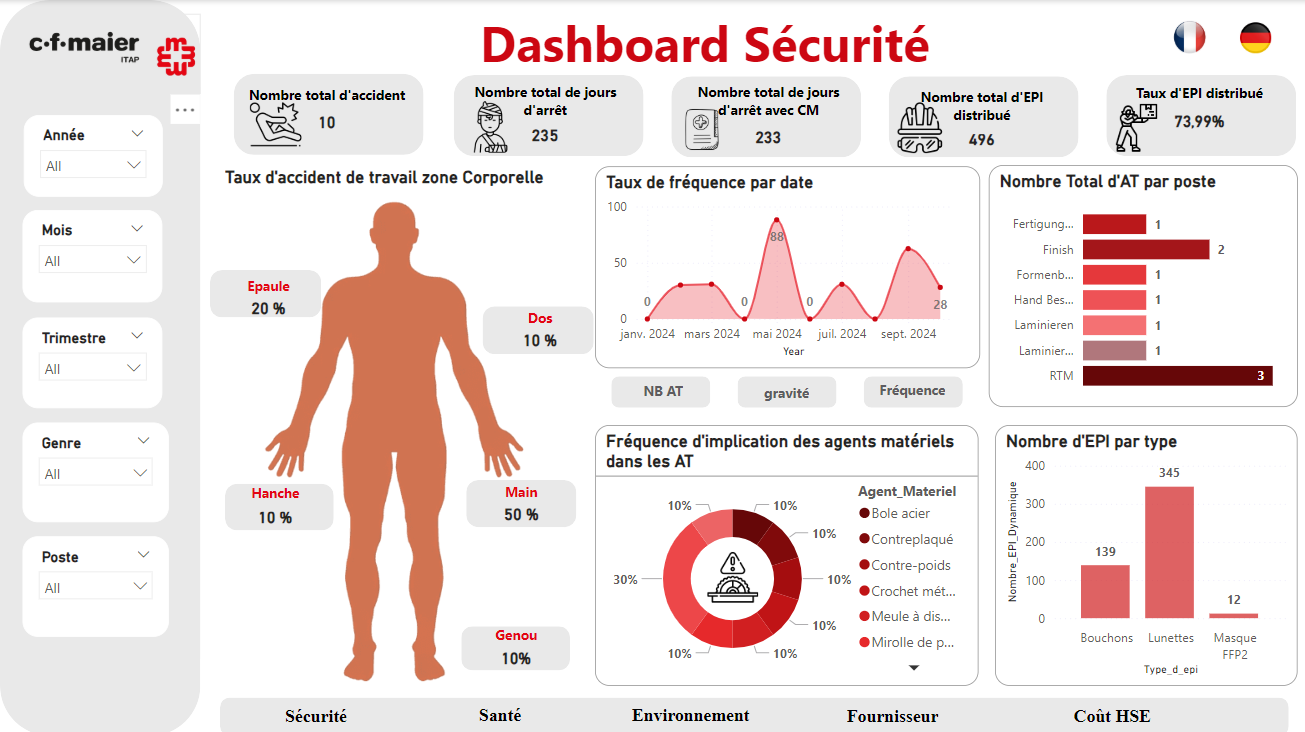 c·f·maier
ITAP
Dashboard Sécurité
Année
All
Mois
All
Trimestre
All
Genre
All
Poste
All
Nombre total d'accident
10
Nombre total de jours
d'arrêt
235
Nombre total de jours
d'arrêt avec CM
233
Nombre total d'EPI
distribué
496
Taux d'EPI distribué
73,99%
Taux d'accident de travail zone Corporelle
Epaule
20 %
Dos
10 %
Hanche
10 %
Main
50 %
Genou
10%
Taux de fréquence par date
100
50
0
0
0
88
0
28
janv. 2024
mars 2024
mai 2024
juil. 2024
sept. 2024
Year
NB AT
gravité
Fréquence
Nombre Total d'AT par poste
Fertigung... 1
Finish 2
Formenb... 1
Hand Bes... 1
Laminieren 1
Laminier... 1
RTM 3
Fréquence d'implication des agents matériels
dans les AT
10%
10%
10%
10%
10%
10%
10%
30%
Agent_Materiel
Bole acier
Contreplaqué
Contre-poids
Crochet mét...
Meule à dis...
Mirolle de p...
Nombre d'EPI par type
Nombre_EPI_Dynamique
400
300
200
100
0
139
345
12
Bouchons
Lunettes
Masque
FFP2
Type_d_epi
Sécurité
Santé
Environnement
Fournisseur
Coût HSE